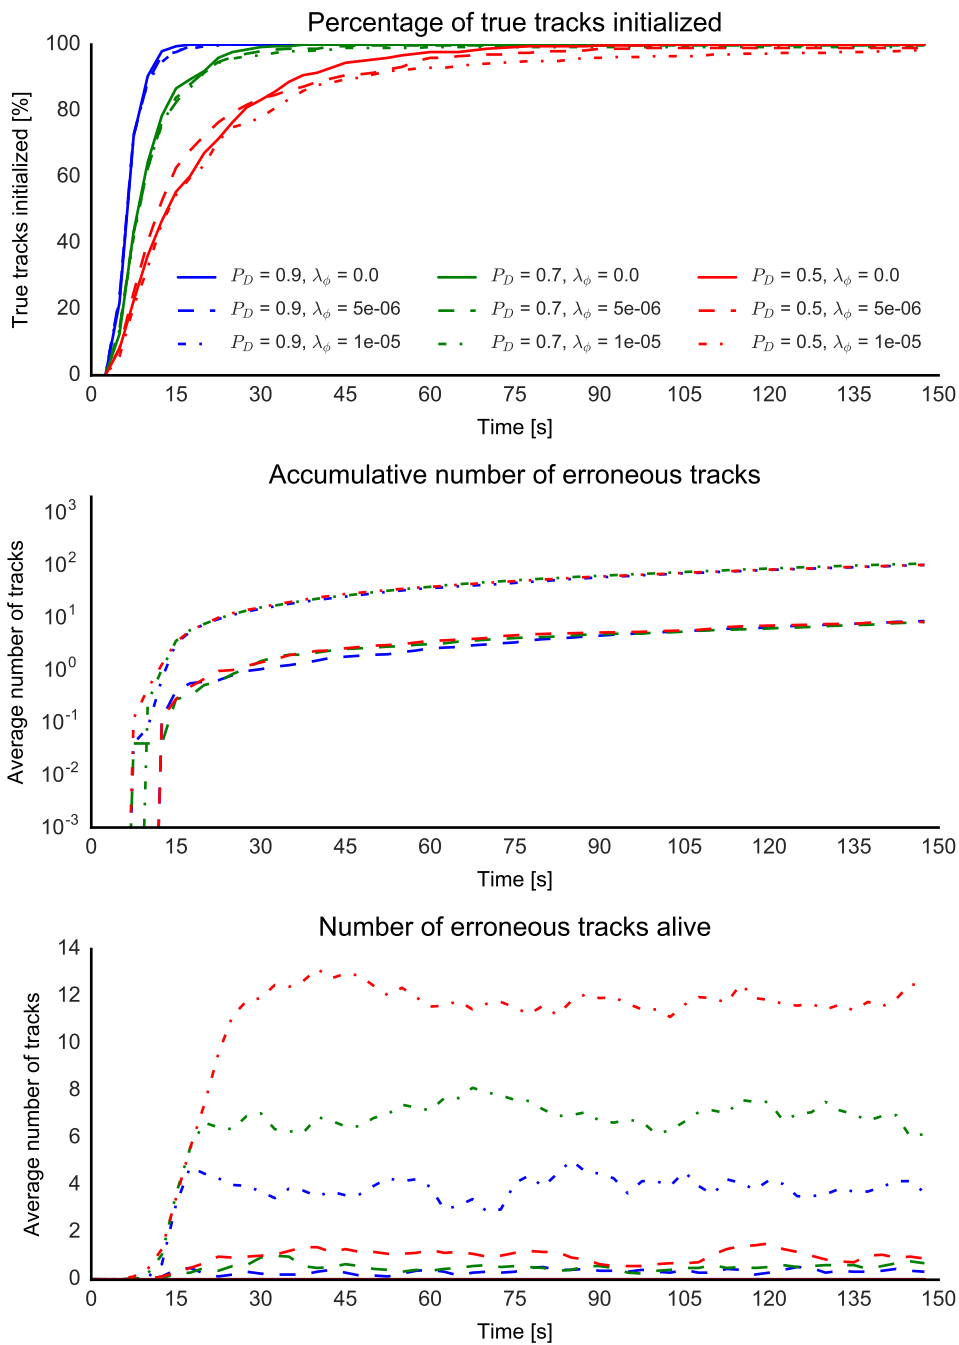 Percentage of true tracks initialized
True tracks initialized [%]
100
80
60
40
20
0
P_D = 0.9, λ_ϕ = 0.0
P_D = 0.7, λ_ϕ = 0.0
P_D = 0.5, λ_ϕ = 0.0
P_D = 0.9, λ_ϕ = 5e-06
P_D = 0.7, λ_ϕ = 5e-06
P_D = 0.5, λ_ϕ = 5e-06
P_D = 0.9, λ_ϕ = 1e-05
P_D = 0.7, λ_ϕ = 1e-05
P_D = 0.5, λ_ϕ = 1e-05
0 15 30 45 60 75 90 105 120 135 150
Time [s]
Accumulative number of erroneous tracks
Average number of tracks
10^3
10^2
10^1
10^0
10^-1
10^-2
10^-3
0 15 30 45 60 75 90 105 120 135 150
Time [s]
Number of erroneous tracks alive
Average number of tracks
14
12
10
8
6
4
2
0
0 15 30 45 60 75 90 105 120 135 150
Time [s]